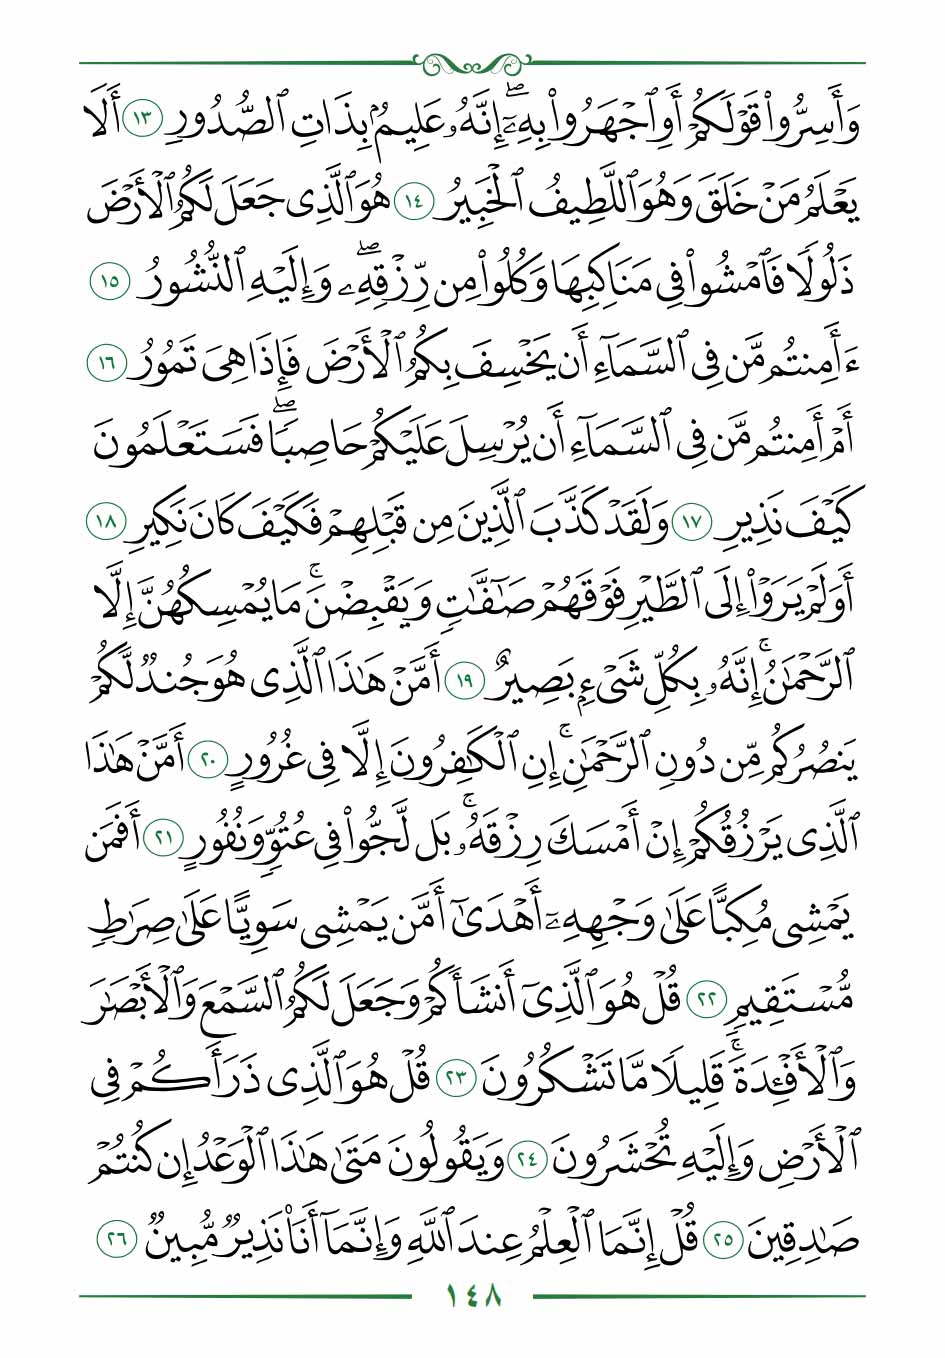 وَأَسِرُّوا۟ قَوۡلَكُمۡ أَوِ ٱجۡهَرُوا۟ بِهِۦٓۖ إِنَّهُۥ عَلِيمُۢ بِذَاتِ ٱلصُّدُورِ ١٣ أَلَا
يَعۡلَمُ مَنۡ خَلَقَ وَهُوَ ٱللَّطِيفُ ٱلۡخَبِيرُ ١٤ هُوَ ٱلَّذِى جَعَلَ لَكُمُ ٱلۡأَرۡضَ
ذَلُولًا فَٱمۡشُوا۟ فِى مَنَاكِبِهَا وَكُلُوا۟ مِن رِّزۡقِهِۦۖ وَإِلَيۡهِ ٱلنُّشُورُ ١٥
ءَأَمِنتُم مَّن فِى ٱلسَّمَآءِ أَن يَخۡسِفَ بِكُمُ ٱلۡأَرۡضَ فَإِذَا هِىَ تَمُورُ ١٦
أَمۡ أَمِنتُم مَّن فِى ٱلسَّمَآءِ أَن يُرۡسِلَ عَلَيۡكُمۡ حَاصِبًاۖ فَسَتَعۡلَمُونَ
كَيۡفَ نَذِيرِ ١٧ وَلَقَدۡ كَذَّبَ ٱلَّذِينَ مِن قَبۡلِهِمۡ فَكَيۡفَ كَانَ نَكِيرِ ١٨
أَوَلَمۡ يَرَوۡا۟ إِلَى ٱلطَّيۡرِ فَوۡقَهُمۡ صَٰٓفَّٰتٍ وَيَقۡبِضۡنَۚ مَا يُمۡسِكُهُنَّ إِلَّا
ٱلرَّحۡمَٰنُۚ إِنَّهُۥ بِكُلِّ شَىۡءِۭ بَصِيرٌ ١٩ أَمَّنۡ هَٰذَا ٱلَّذِى هُوَ جُندٌ لَّكُمۡ
يَنصُرُكُم مِّن دُونِ ٱلرَّحۡمَٰنِۚ إِنِ ٱلۡكَٰفِرُونَ إِلَّا فِى غُرُورٍ ٢٠ أَمَّنۡ هَٰذَا
ٱلَّذِى يَرۡزُقُكُمۡ إِنۡ أَمۡسَكَ رِزۡقَهُۥۚ بَل لَّجُّوا۟ فِى عُتُوٍّ وَنُفُورٍ ٢١ أَفَمَن
يَمۡشِى مُكِبًّا عَلَىٰ وَجۡهِهِۦٓ أَهۡدَىٰٓ أَمَّن يَمۡشِى سَوِيًّا عَلَىٰ صِرَٰطٍ
مُّسۡتَقِيمٍ ٢٢ قُلۡ هُوَ ٱلَّذِىٓ أَنشَأَكُمۡ وَجَعَلَ لَكُمُ ٱلسَّمۡعَ وَٱلۡأَبۡصَٰرَ
وَٱلۡأَفۡـِٔدَةَۚ قَلِيلًا مَّا تَشۡكُرُونَ ٢٣ قُلۡ هُوَ ٱلَّذِى ذَرَأَكُمۡ فِى
ٱلۡأَرۡضِ وَإِلَيۡهِ تُحۡشَرُونَ ٢٤ وَيَقُولُونَ مَتَىٰ هَٰذَا ٱلۡوَعۡدُ إِن كُنتُمۡ
صَٰدِقِينَ ٢٥ قُلۡ إِنَّمَا ٱلۡعِلۡمُ عِندَ ٱللَّهِ وَإِنَّمَآ أَنَا۠ نَذِيرٌ مُّبِينٌ ٢٦
١٤٨